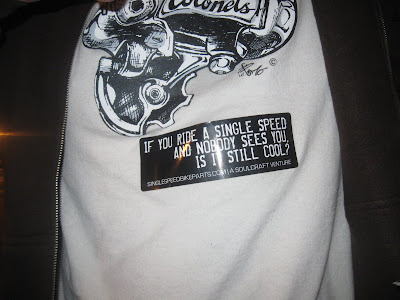 Colonels
©
IF YOU RIDE A SINGLE SPEED
AND NOBODY SEES YOU,
IS IT STILL COOL?
SINGLESPEEDBIKEPARTS.COM | A SOULCRAFT VENTURE